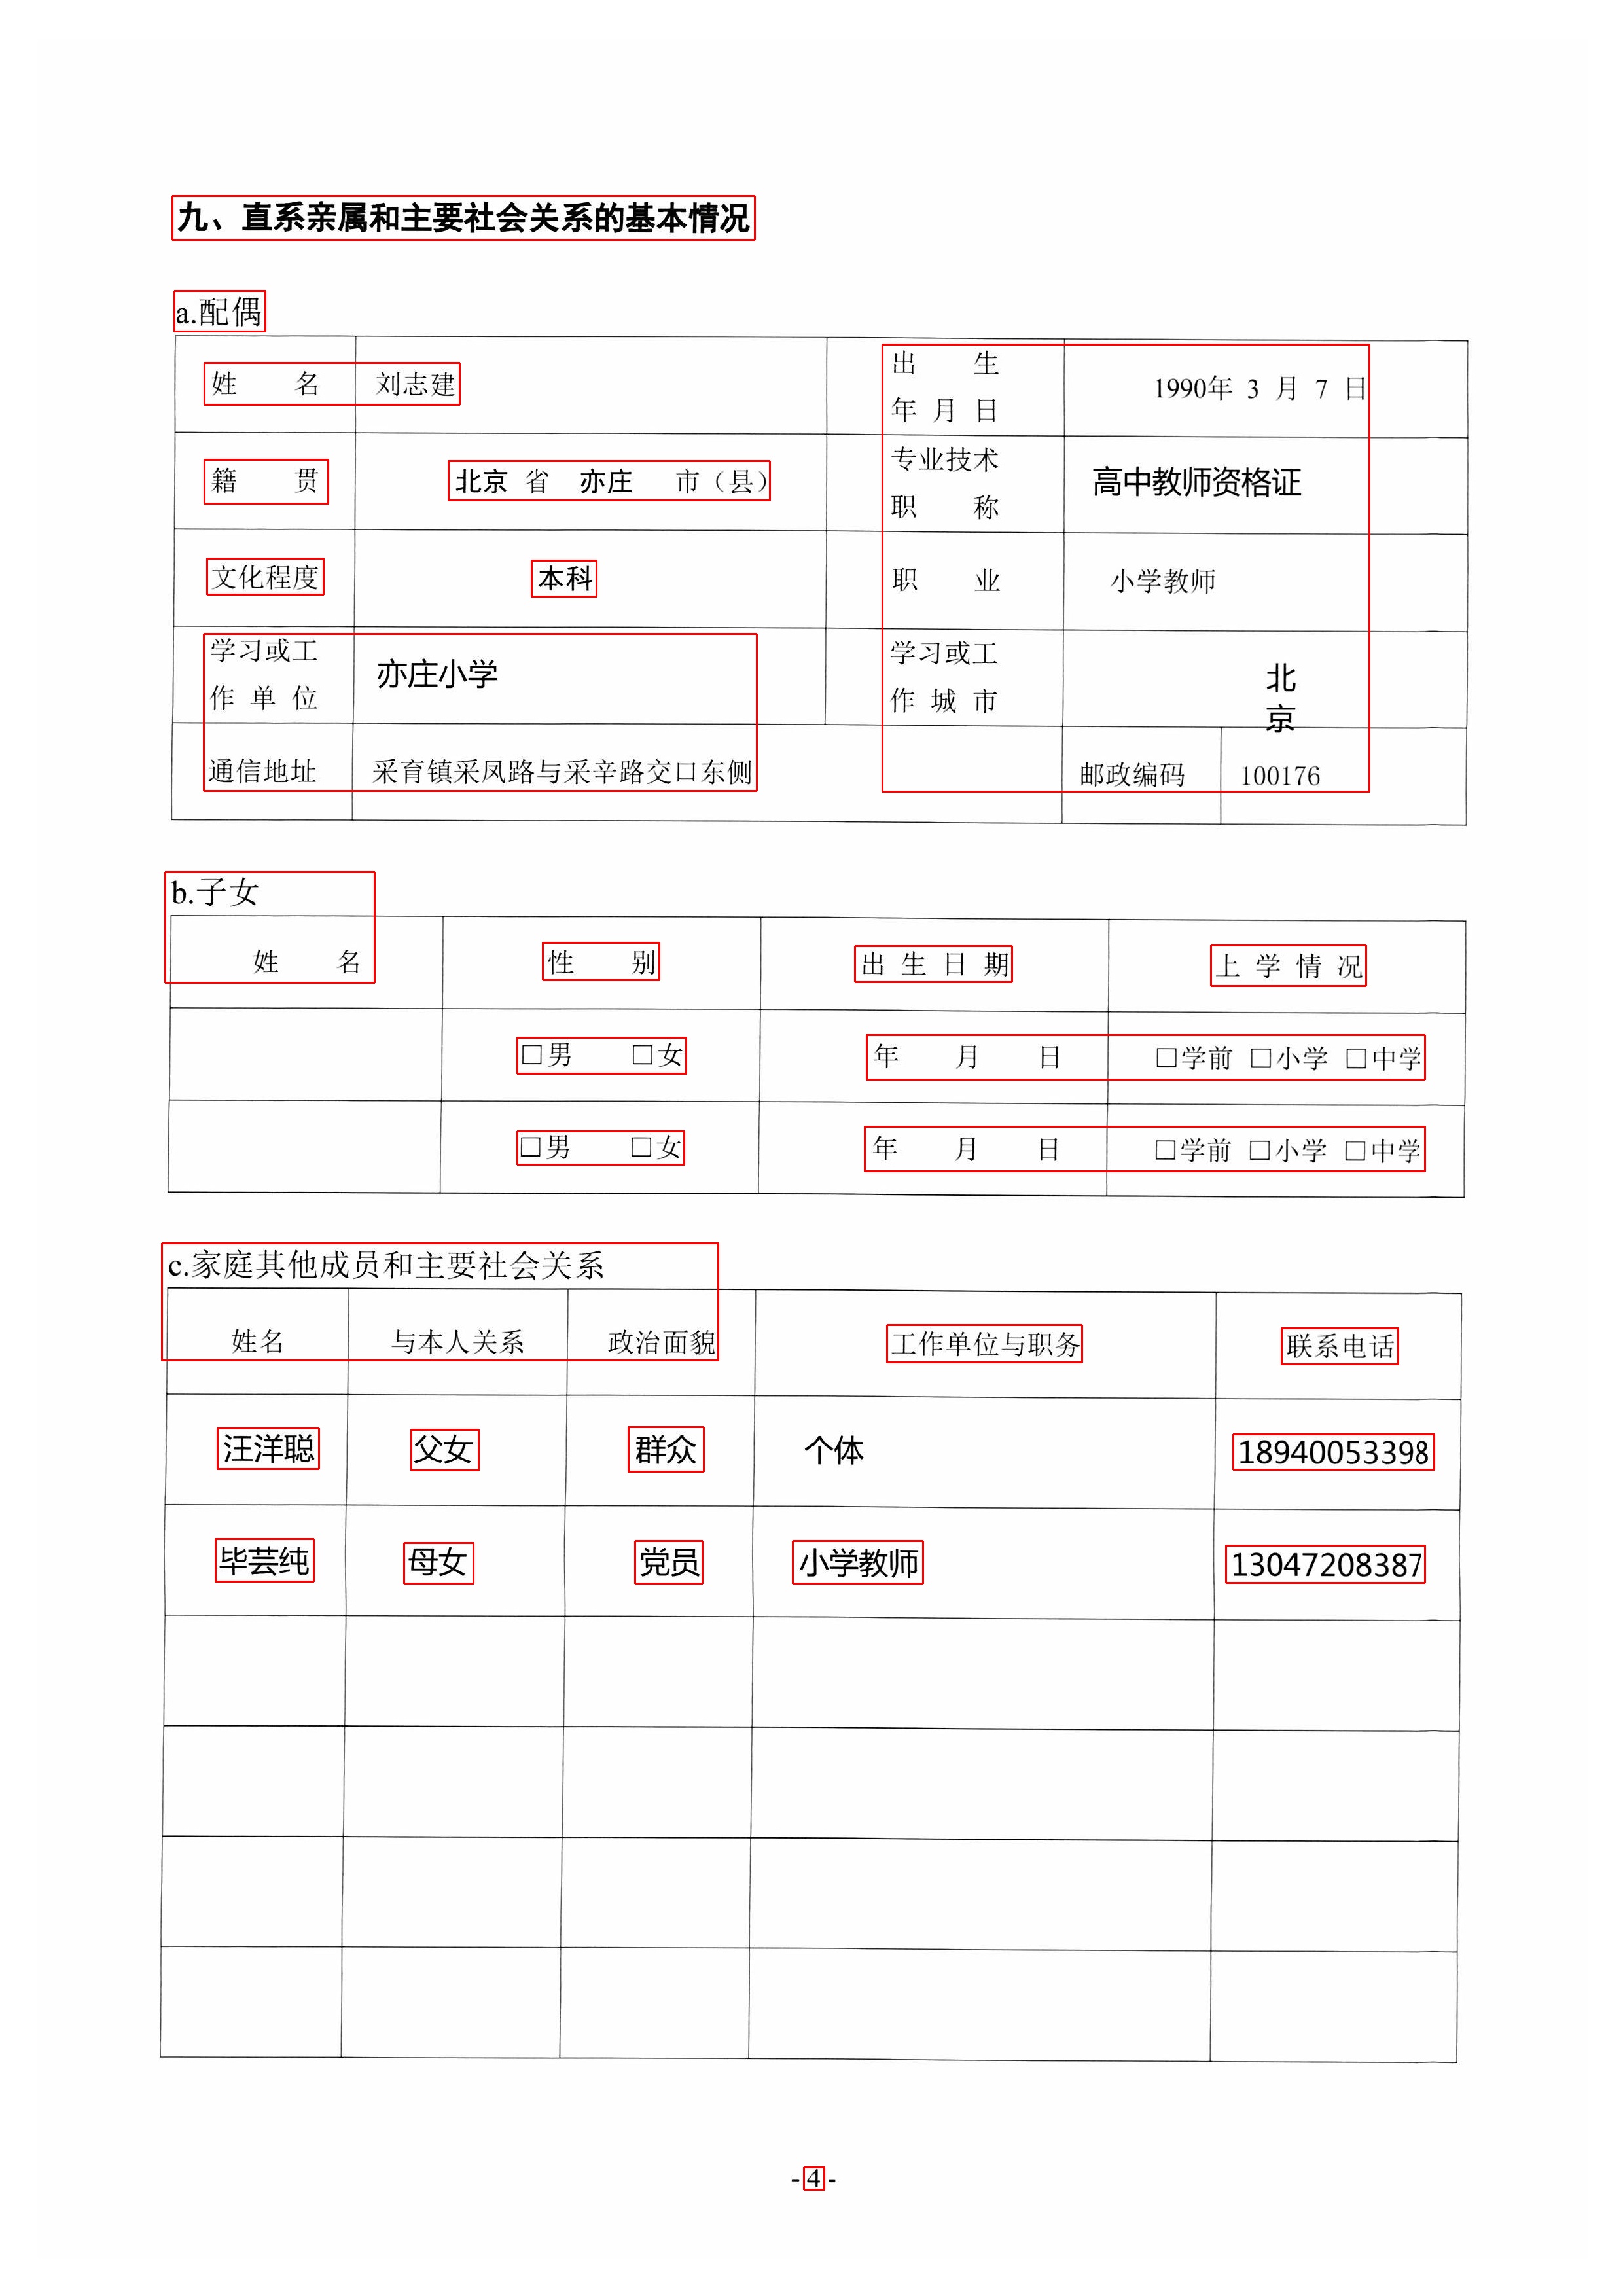 九、直系亲属和主要社会关系的基本情况
a.配偶
姓 名 刘志建 出 生 年 月 日 1990年 3 月 7 日
籍 贯 北京 省 亦庄 市（县） 专业技术 职 称 高中教师资格证
文化程度 本科 职 业 小学教师
学习或工 作 单 位 亦庄小学 学习或工 作 城 市 北京
通信地址 采育镇采凤路与采辛路交口东侧 邮政编码 100176
b.子女
姓 名 性 别 出 生 日 期 上 学 情 况
□男 □女 年 月 日 □学前 □小学 □中学
□男 □女 年 月 日 □学前 □小学 □中学
c.家庭其他成员和主要社会关系
姓名 与本人关系 政治面貌 工作单位与职务 联系电话
汪洋聪 父女 群众 个体 18940053398
毕芸纯 母女 党员 小学教师 13047208387
-4-